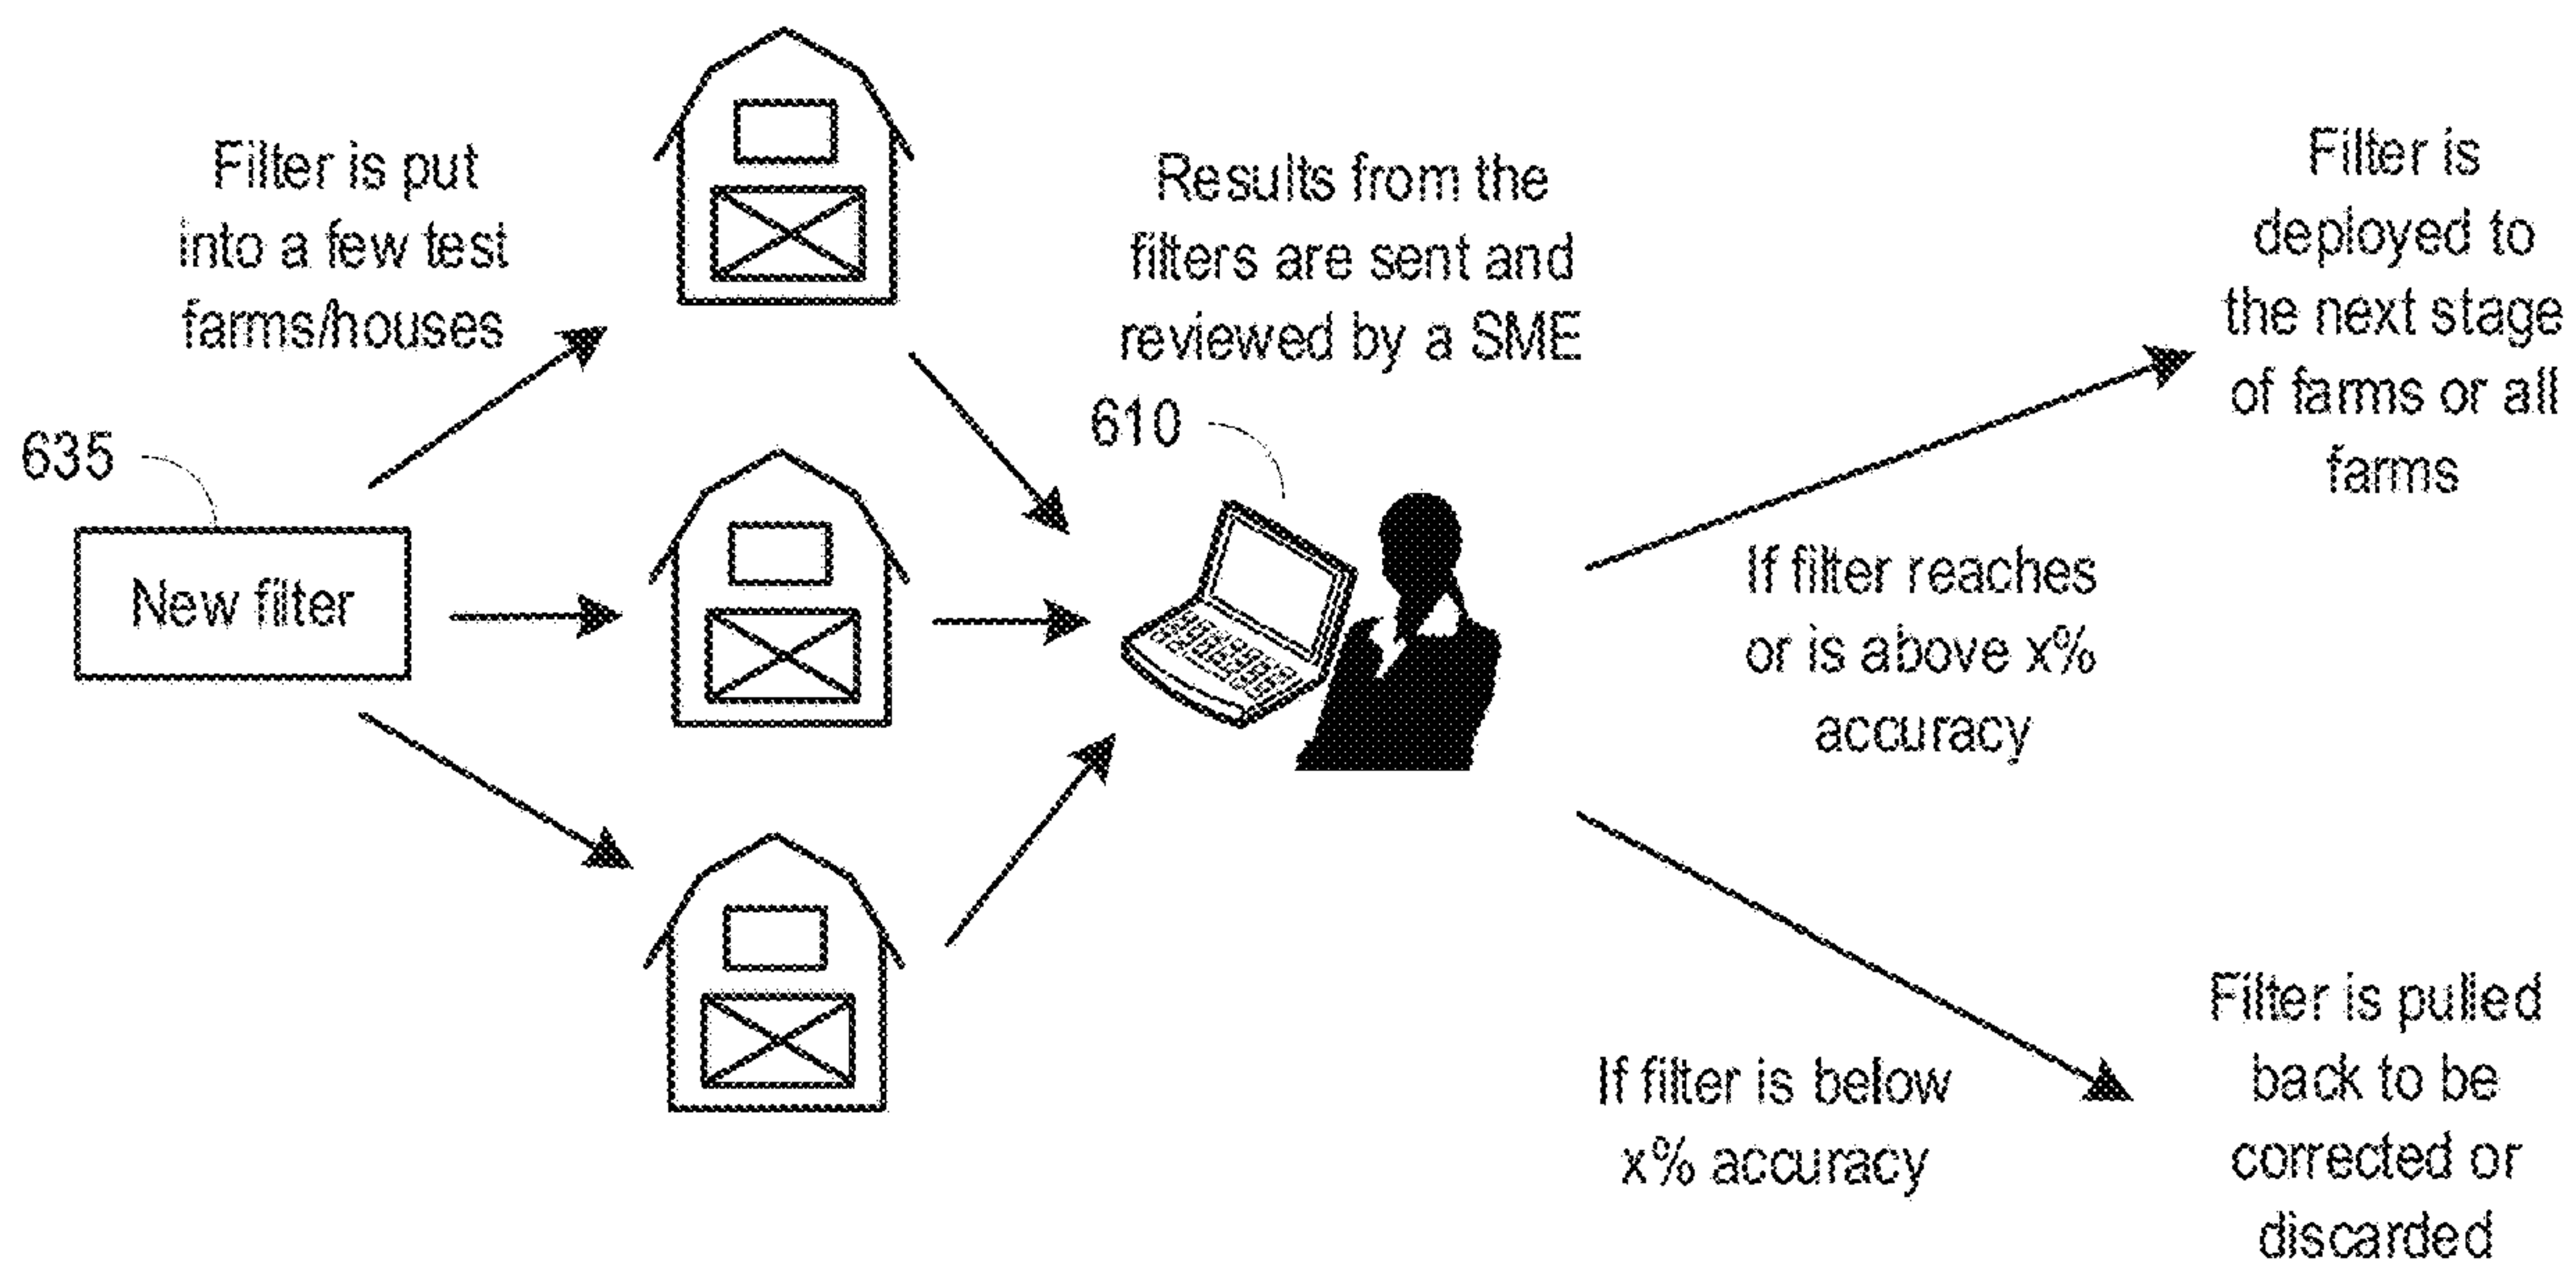 Filter is put
into a few test
farms/houses
635
New filter
Results from the
filters are sent and
reviewed by a SME
610
Filter is
deployed to
the next stage
of farms or all
farms
If filter reaches
or is above x%
accuracy
If filter is below
x% accuracy
Filter is pulled
back to be
corrected or
discarded